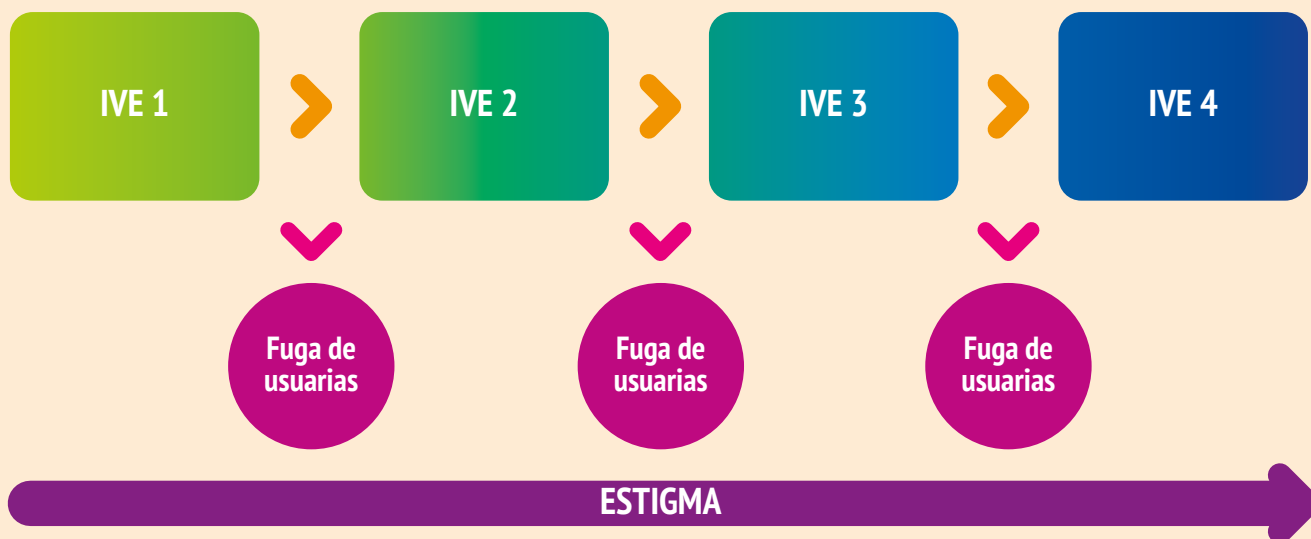 IVE 1
IVE 2
IVE 3
IVE 4
Fuga de
usuarias
Fuga de
usuarias
Fuga de
usuarias
ESTIGMA